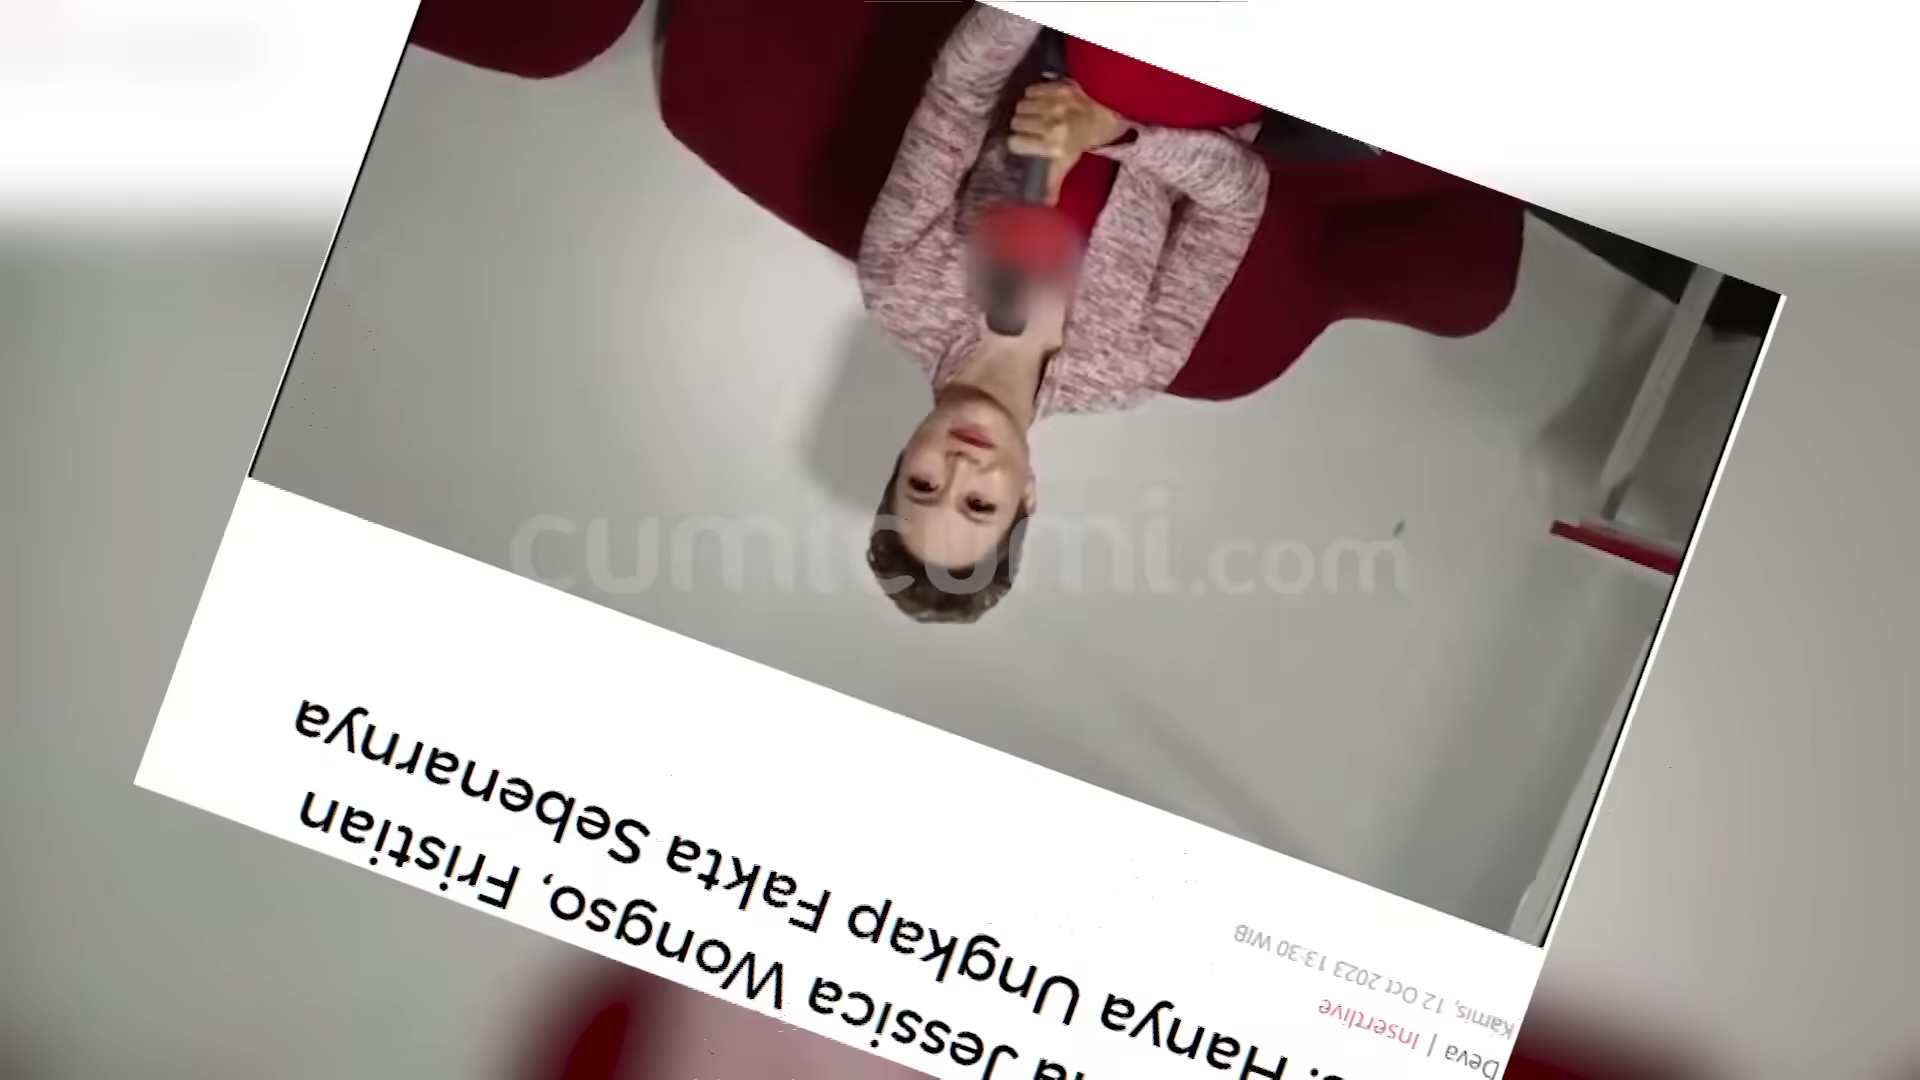 Deva | Insertlive
Kamis, 12 Oct 2023 13:30 WIB
Jessica Wongso, Fristian
Hanya Ungkap Fakta Sebenarnya
cumicumi.com